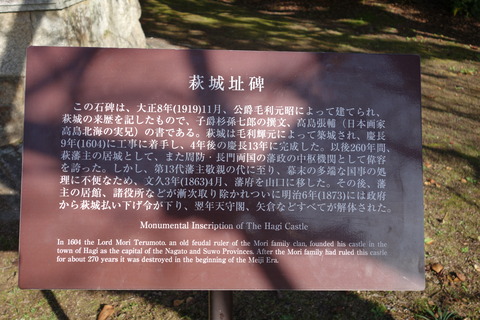 萩城址碑
この石碑は、大正8年(1919)11月、公爵毛利元昭によって建てられ、
萩城の来歴を記したもので、子爵杉孫七郎の撰文、高島張輔（日本画家
高島北海の実兄）の書である。萩城は毛利輝元によって築城され、慶長
9年(1604)に工事に着手し、4年後の慶長13年に完成した。以後260年間、
萩藩主の居城として、また周防・長門両国の藩政の中枢機関として偉容
を誇った。しかし、第13代藩主敬親の代に至り、幕末の多端な国事の処
理に不便なため、文久3年(1863)4月、藩府を山口に移した。その後、藩
主の居館、諸役所などが漸次取り除かれついに明治6年(1873)には政府
から萩城払い下げ令が下り、翌年天守閣、矢倉などすべてが解体された。
Monumental Inscription of The Hagi Castle
In 1604 the Lord Mori Terumoto, an old feudal ruler of the Mori family clan, founded his castle in the
town of Hagi as the capital of the Nagato and Suwo Provinces. After the Mori family had ruled this castle
for about 270 years it was destroyed in the beginning of the Meiji Era.